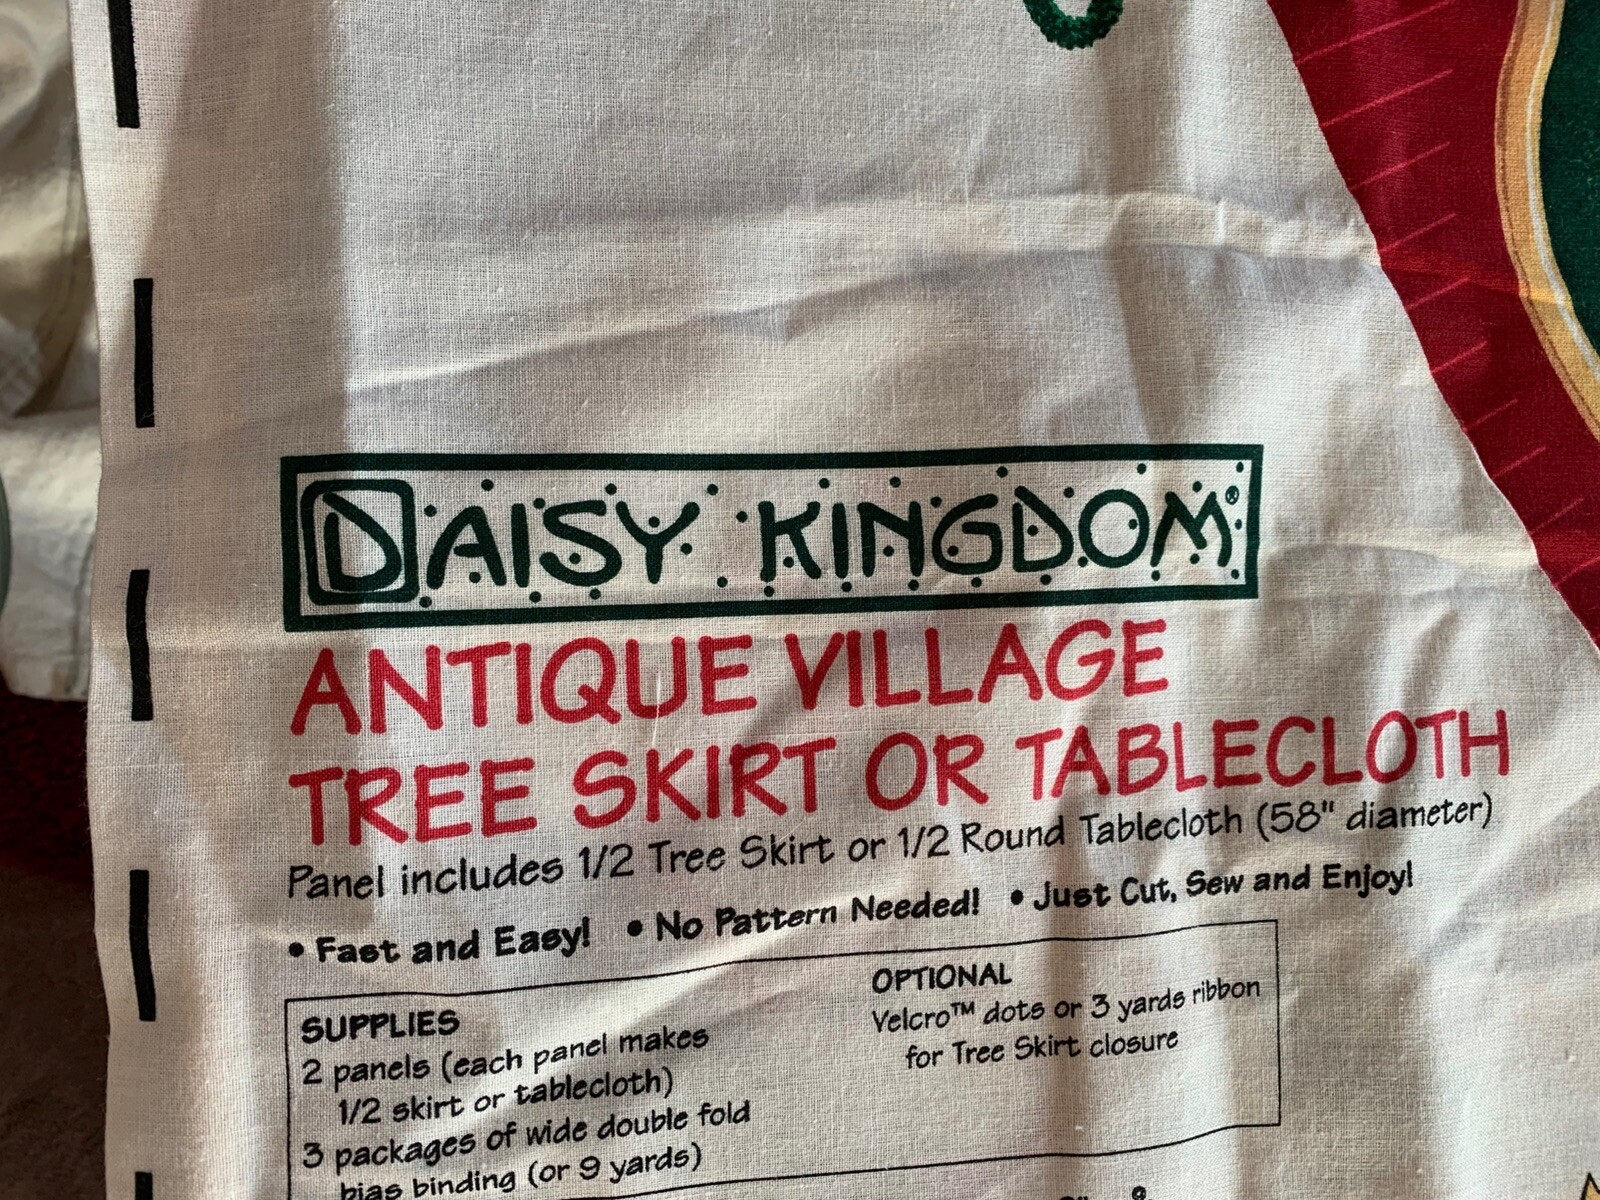 DAISY KINGDOM®
ANTIQUE VILLAGE
TREE SKIRT OR TABLECLOTH
Panel includes 1/2 Tree Skirt or 1/2 Round Tablecloth (58" diameter)
• Fast and Easy! • No Pattern Needed! • Just Cut, Sew and Enjoy!
SUPPLIES
2 panels (each panel makes
1/2 skirt or tablecloth)
3 packages of wide double fold
bias binding (or 9 yards)
OPTIONAL
Velcro™ dots or 3 yards ribbon
for Tree Skirt closure